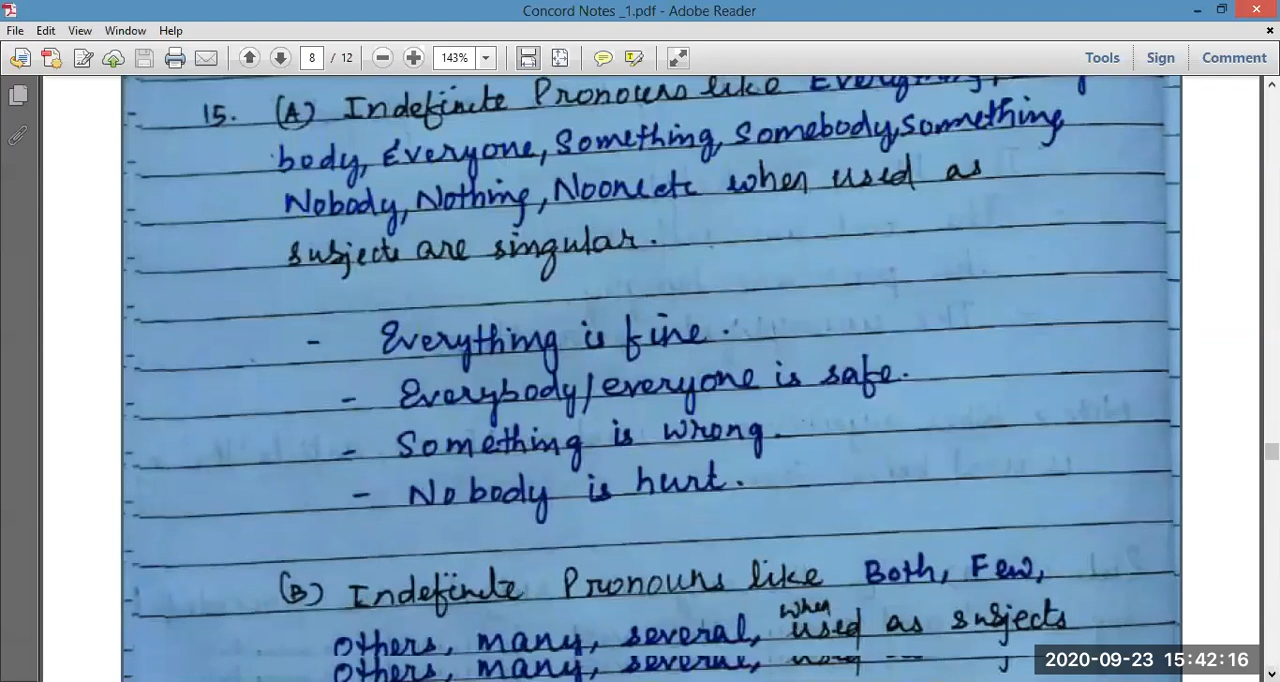 Concord Notes _1.pdf - Adobe Reader
File Edit View Window Help
8 / 12 143% Tools Sign Comment
15. (A) Indefinite Pronouns like
body, Everyone, Something, Somebody, Something
Nobody, Nothing, Noone etc when used as
subjects are singular.
- Everything is fine.
- Everybody/everyone is safe.
- Something is wrong.
- Nobody is hurt.
(B) Indefinite Pronouns like Both, Few,
when
others, many, several, used as subjects
others, many,
2020-09-23 15:42:16